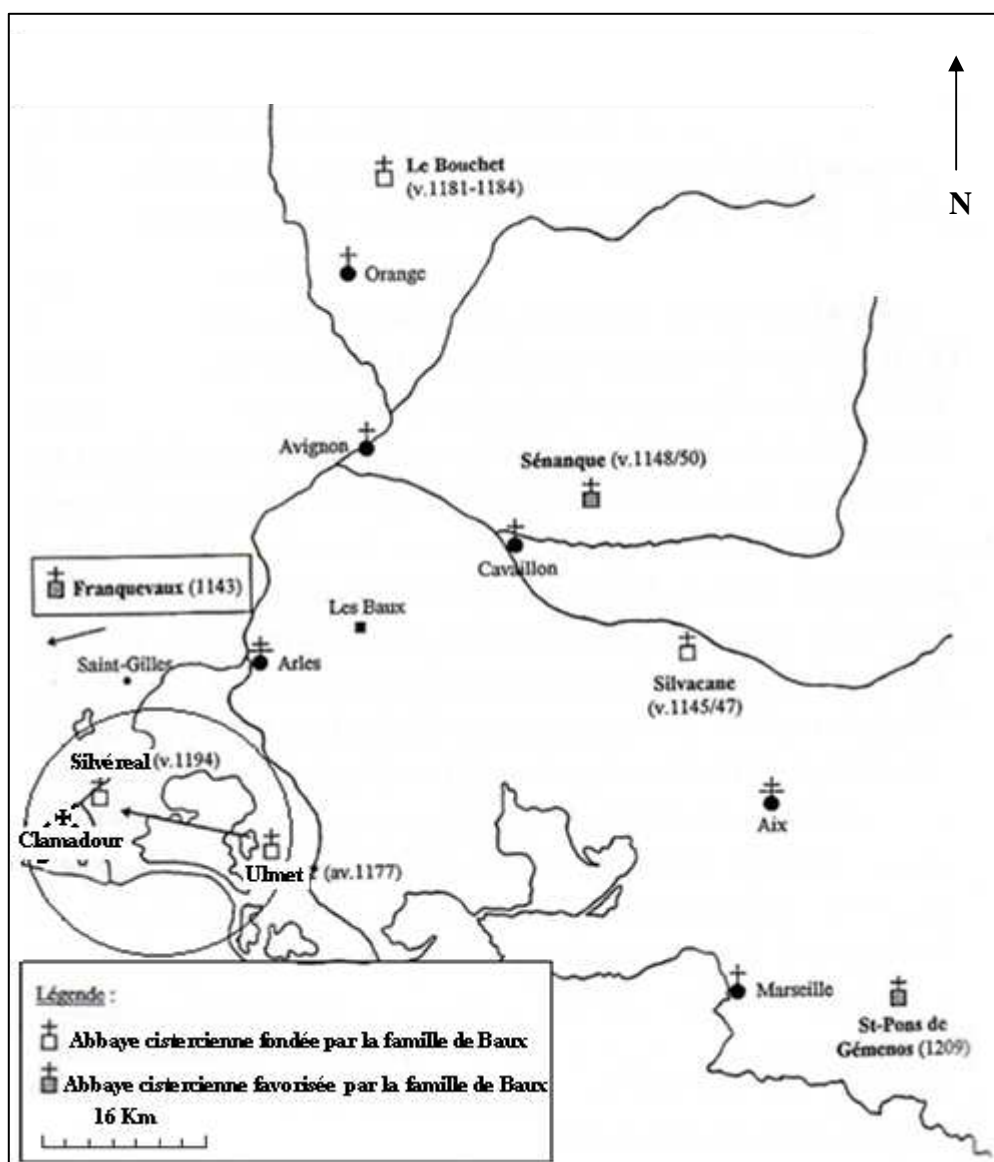 N
Le Bouchet
(v.1181-1184)
Orange
Avignon
Sénanque (v.1148/50)
Cavaillon
Franquevaux (1143)
Les Baux
Saint-Gilles
Arles
Silvacane
(v.1145/47)
Silvéreal (v.1194)
Clamadour
Aix
Ulmet ? (av.1177)
Marseille
St-Pons de
Gémenos (1209)
Légende :
Abbaye cistercienne fondée par la famille de Baux
Abbaye cistercienne favorisée par la famille de Baux
16 Km